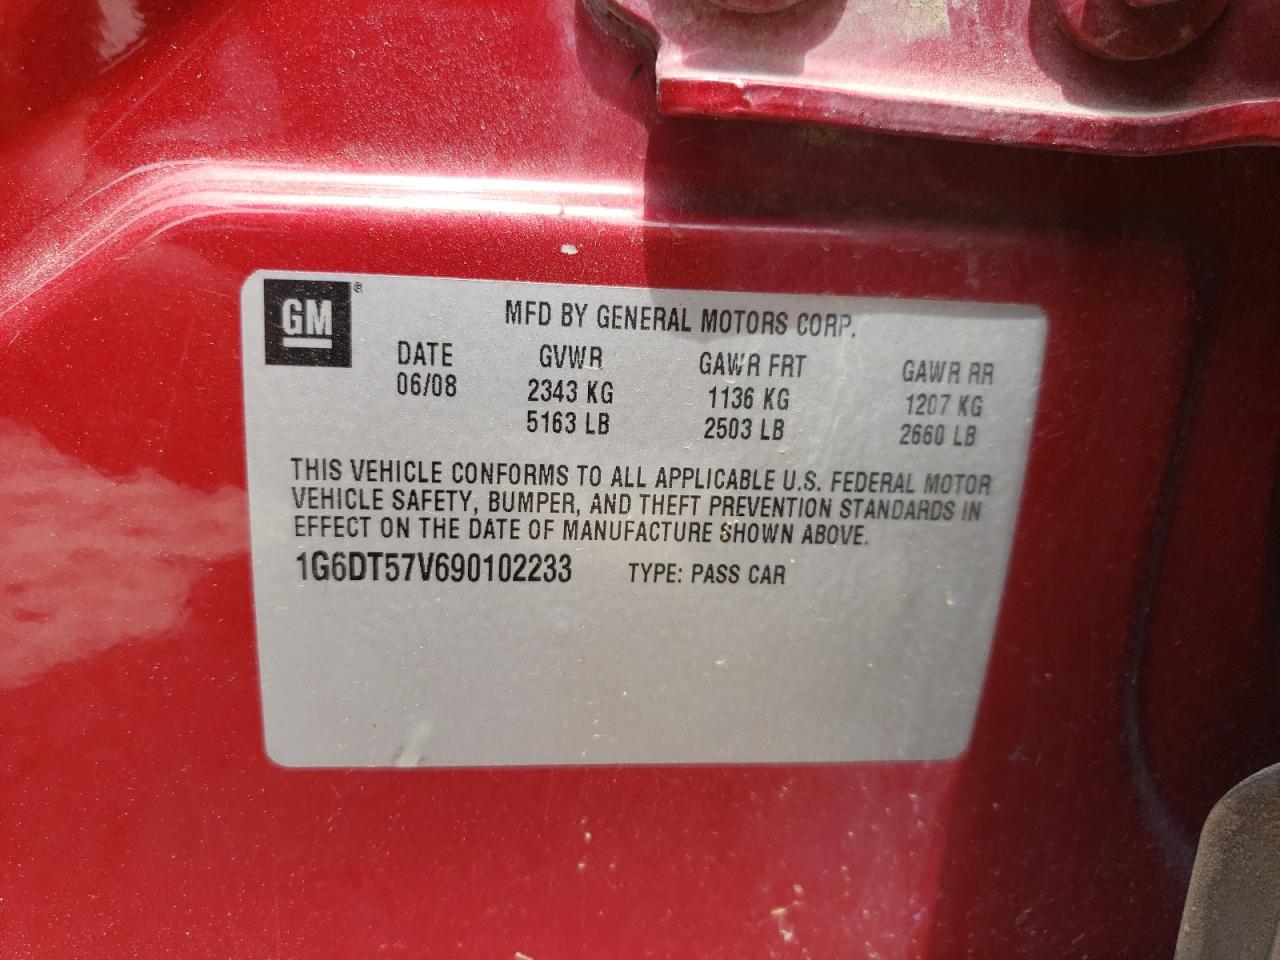 GM®
MFD BY GENERAL MOTORS CORP.
DATE GVWR GAWR FRT GAWR RR
06/08 2343 KG 1136 KG 1207 KG
5163 LB 2503 LB 2660 LB
THIS VEHICLE CONFORMS TO ALL APPLICABLE U.S. FEDERAL MOTOR
VEHICLE SAFETY, BUMPER, AND THEFT PREVENTION STANDARDS IN
EFFECT ON THE DATE OF MANUFACTURE SHOWN ABOVE.
1G6DT57V690102233 TYPE: PASS CAR